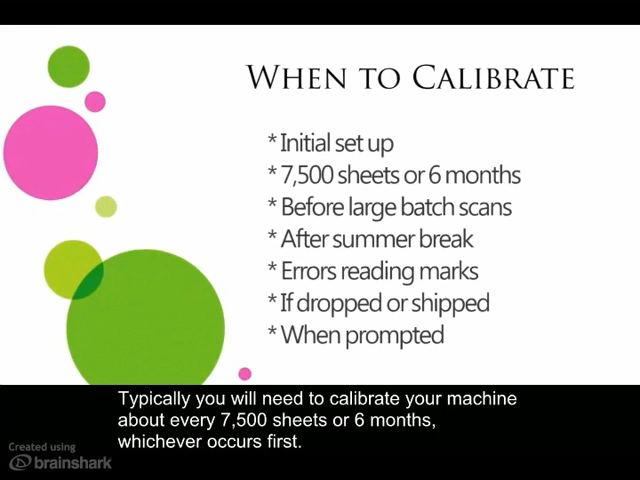 WHEN TO CALIBRATE
* Initial set up
* 7,500 sheets or 6 months
* Before large batch scans
* After summer break
* Errors reading marks
* If dropped or shipped
* When prompted
Typically you will need to calibrate your machine
about every 7,500 sheets or 6 months,
whichever occurs first.
Created using
brainshark